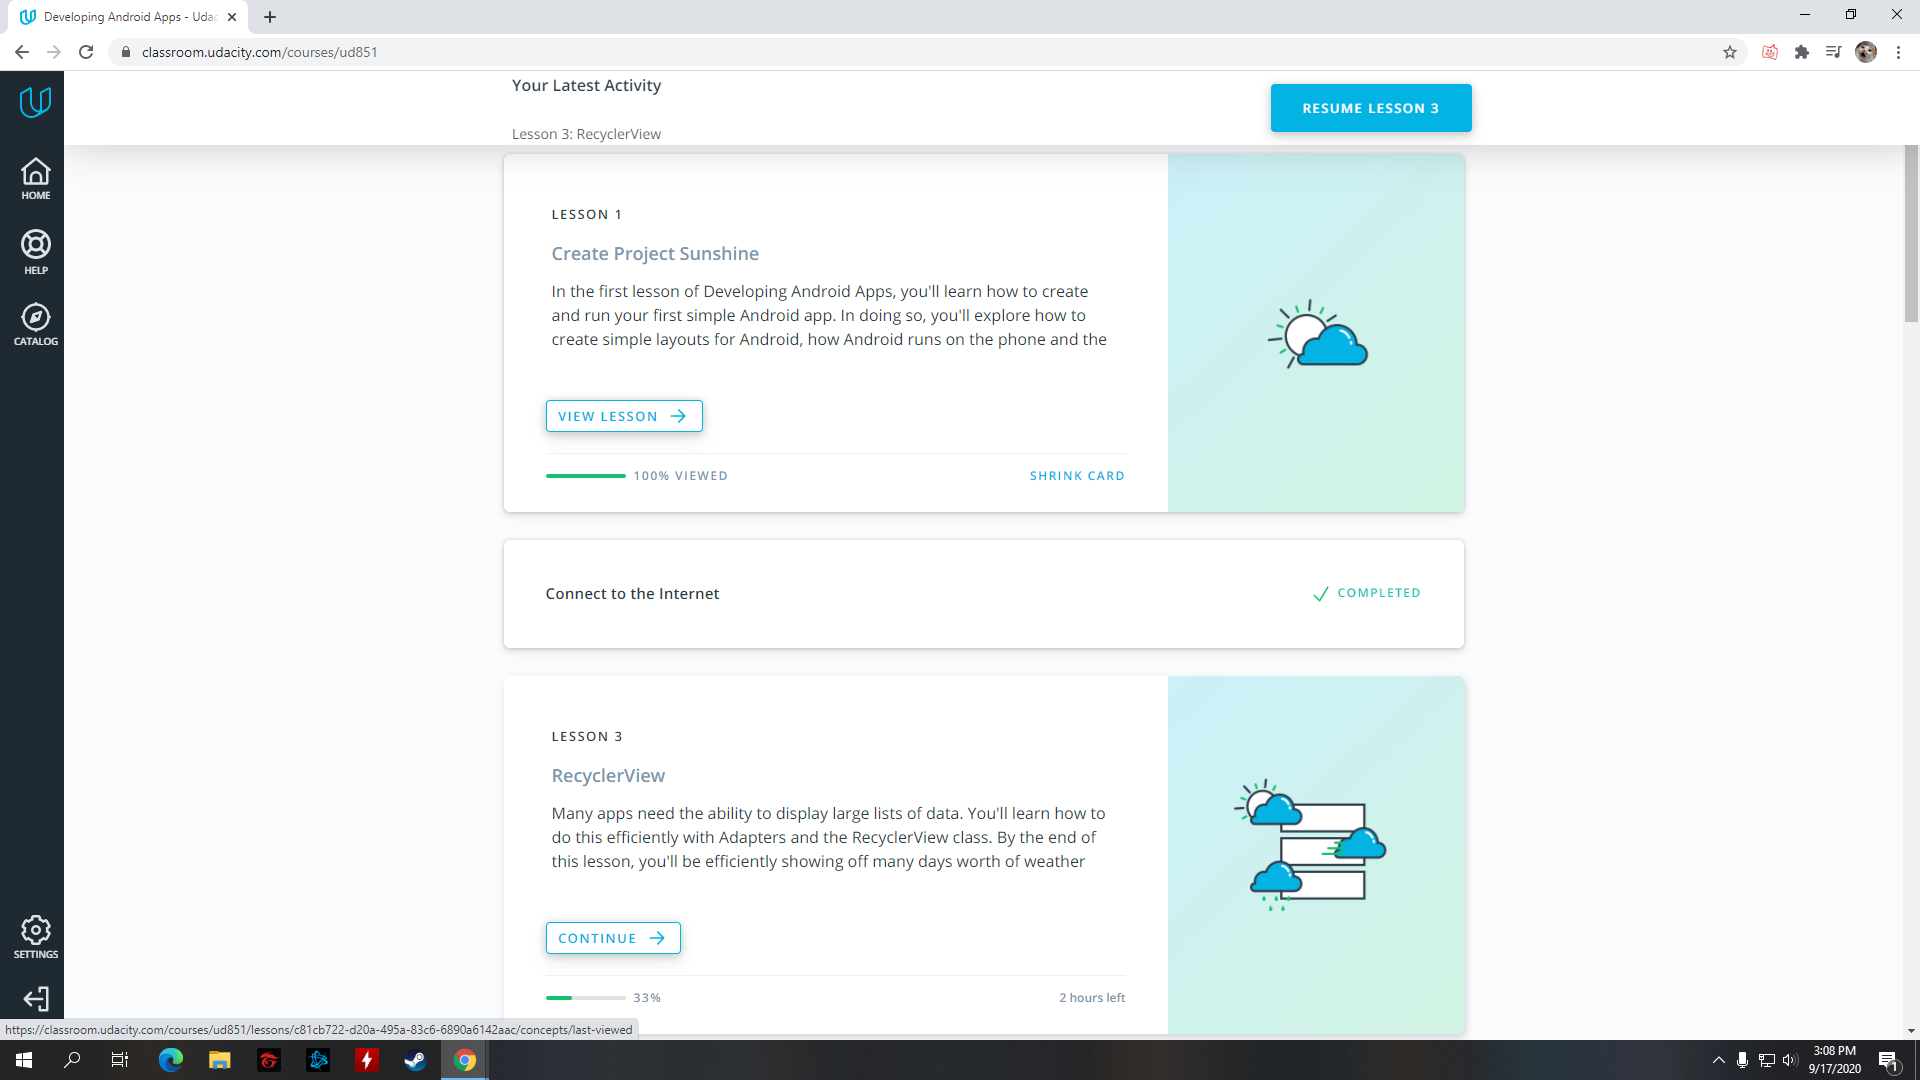 Developing Android Apps - Udac
classroom.udacity.com/courses/ud851
Your Latest Activity
RESUME LESSON 3
Lesson 3: RecyclerView
HOME
HELP
CATALOG
LESSON 1
Create Project Sunshine
In the first lesson of Developing Android Apps, you'll learn how to create
and run your first simple Android app. In doing so, you'll explore how to
create simple layouts for Android, how Android runs on the phone and the
VIEW LESSON
100% VIEWED
SHRINK CARD
Connect to the Internet
COMPLETED
LESSON 3
RecyclerView
Many apps need the ability to display large lists of data. You'll learn how to
do this efficiently with Adapters and the RecyclerView class. By the end of
this lesson, you'll be efficiently showing off many days worth of weather
CONTINUE
33%
2 hours left
SETTINGS
https://classroom.udacity.com/courses/ud851/lessons/c81cb722-d20a-495a-83c6-6890a6142aac/concepts/last-viewed
3:08 PM
9/17/2020
1